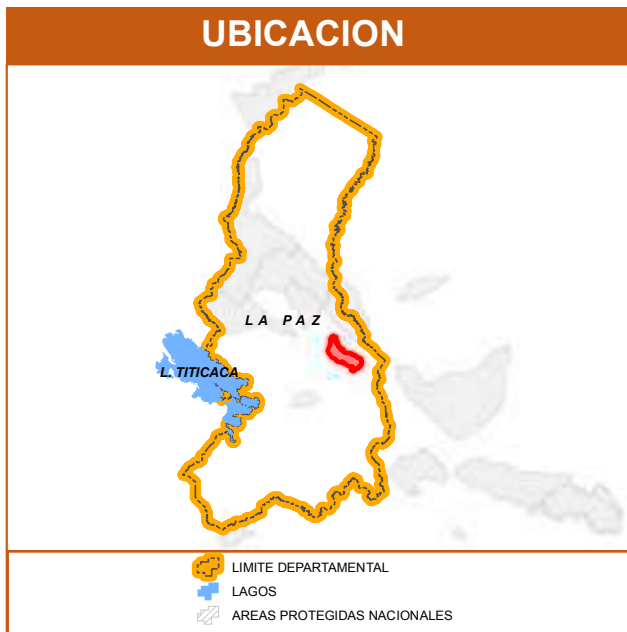 UBICACION
LA PAZ
L. TITICACA
LIMITE DEPARTAMENTAL
LAGOS
AREAS PROTEGIDAS NACIONALES